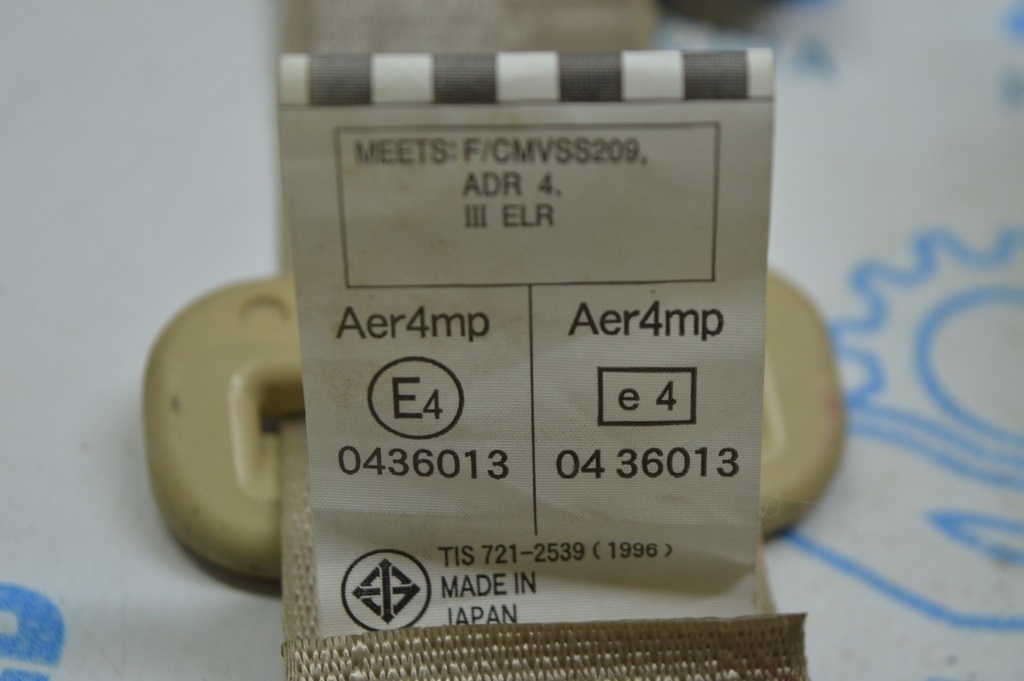 MEETS: F/CMVSS209,
ADR 4.
III ELR
Aer4mp
E4
0436013
Aer4mp
e 4
04 36013
TIS 721-2539 (1996)
MADE IN
JAPAN